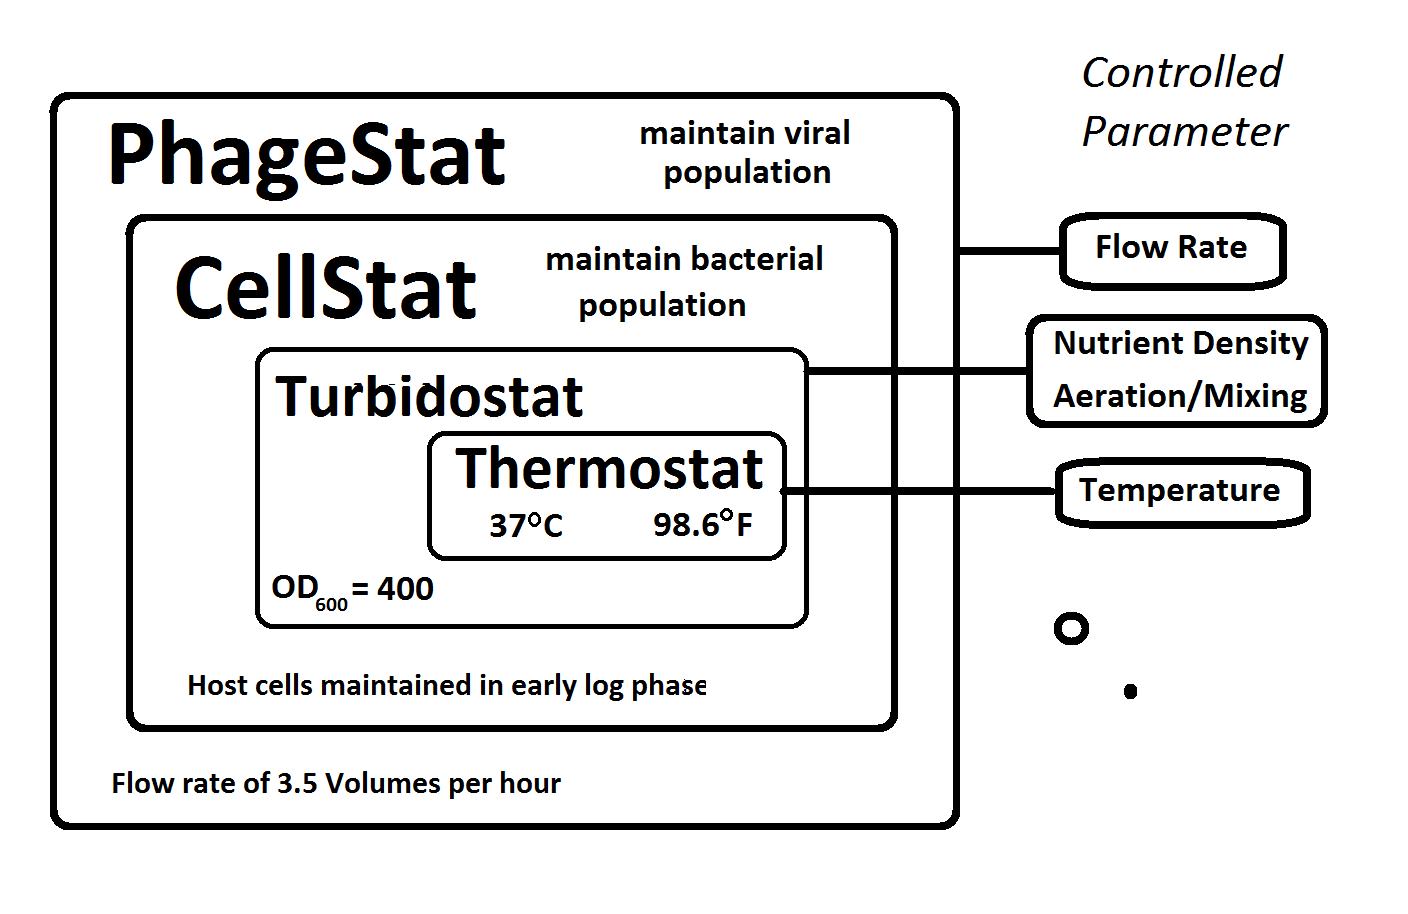 Controlled
Parameter
PhageStat
maintain viral
population
CellStat
maintain bacterial
population
Turbidostat
Thermostat
37°C 98.6°F
OD600 = 400
Host cells maintained in early log phase
Flow rate of 3.5 Volumes per hour
Flow Rate
Nutrient Density
Aeration/Mixing
Temperature